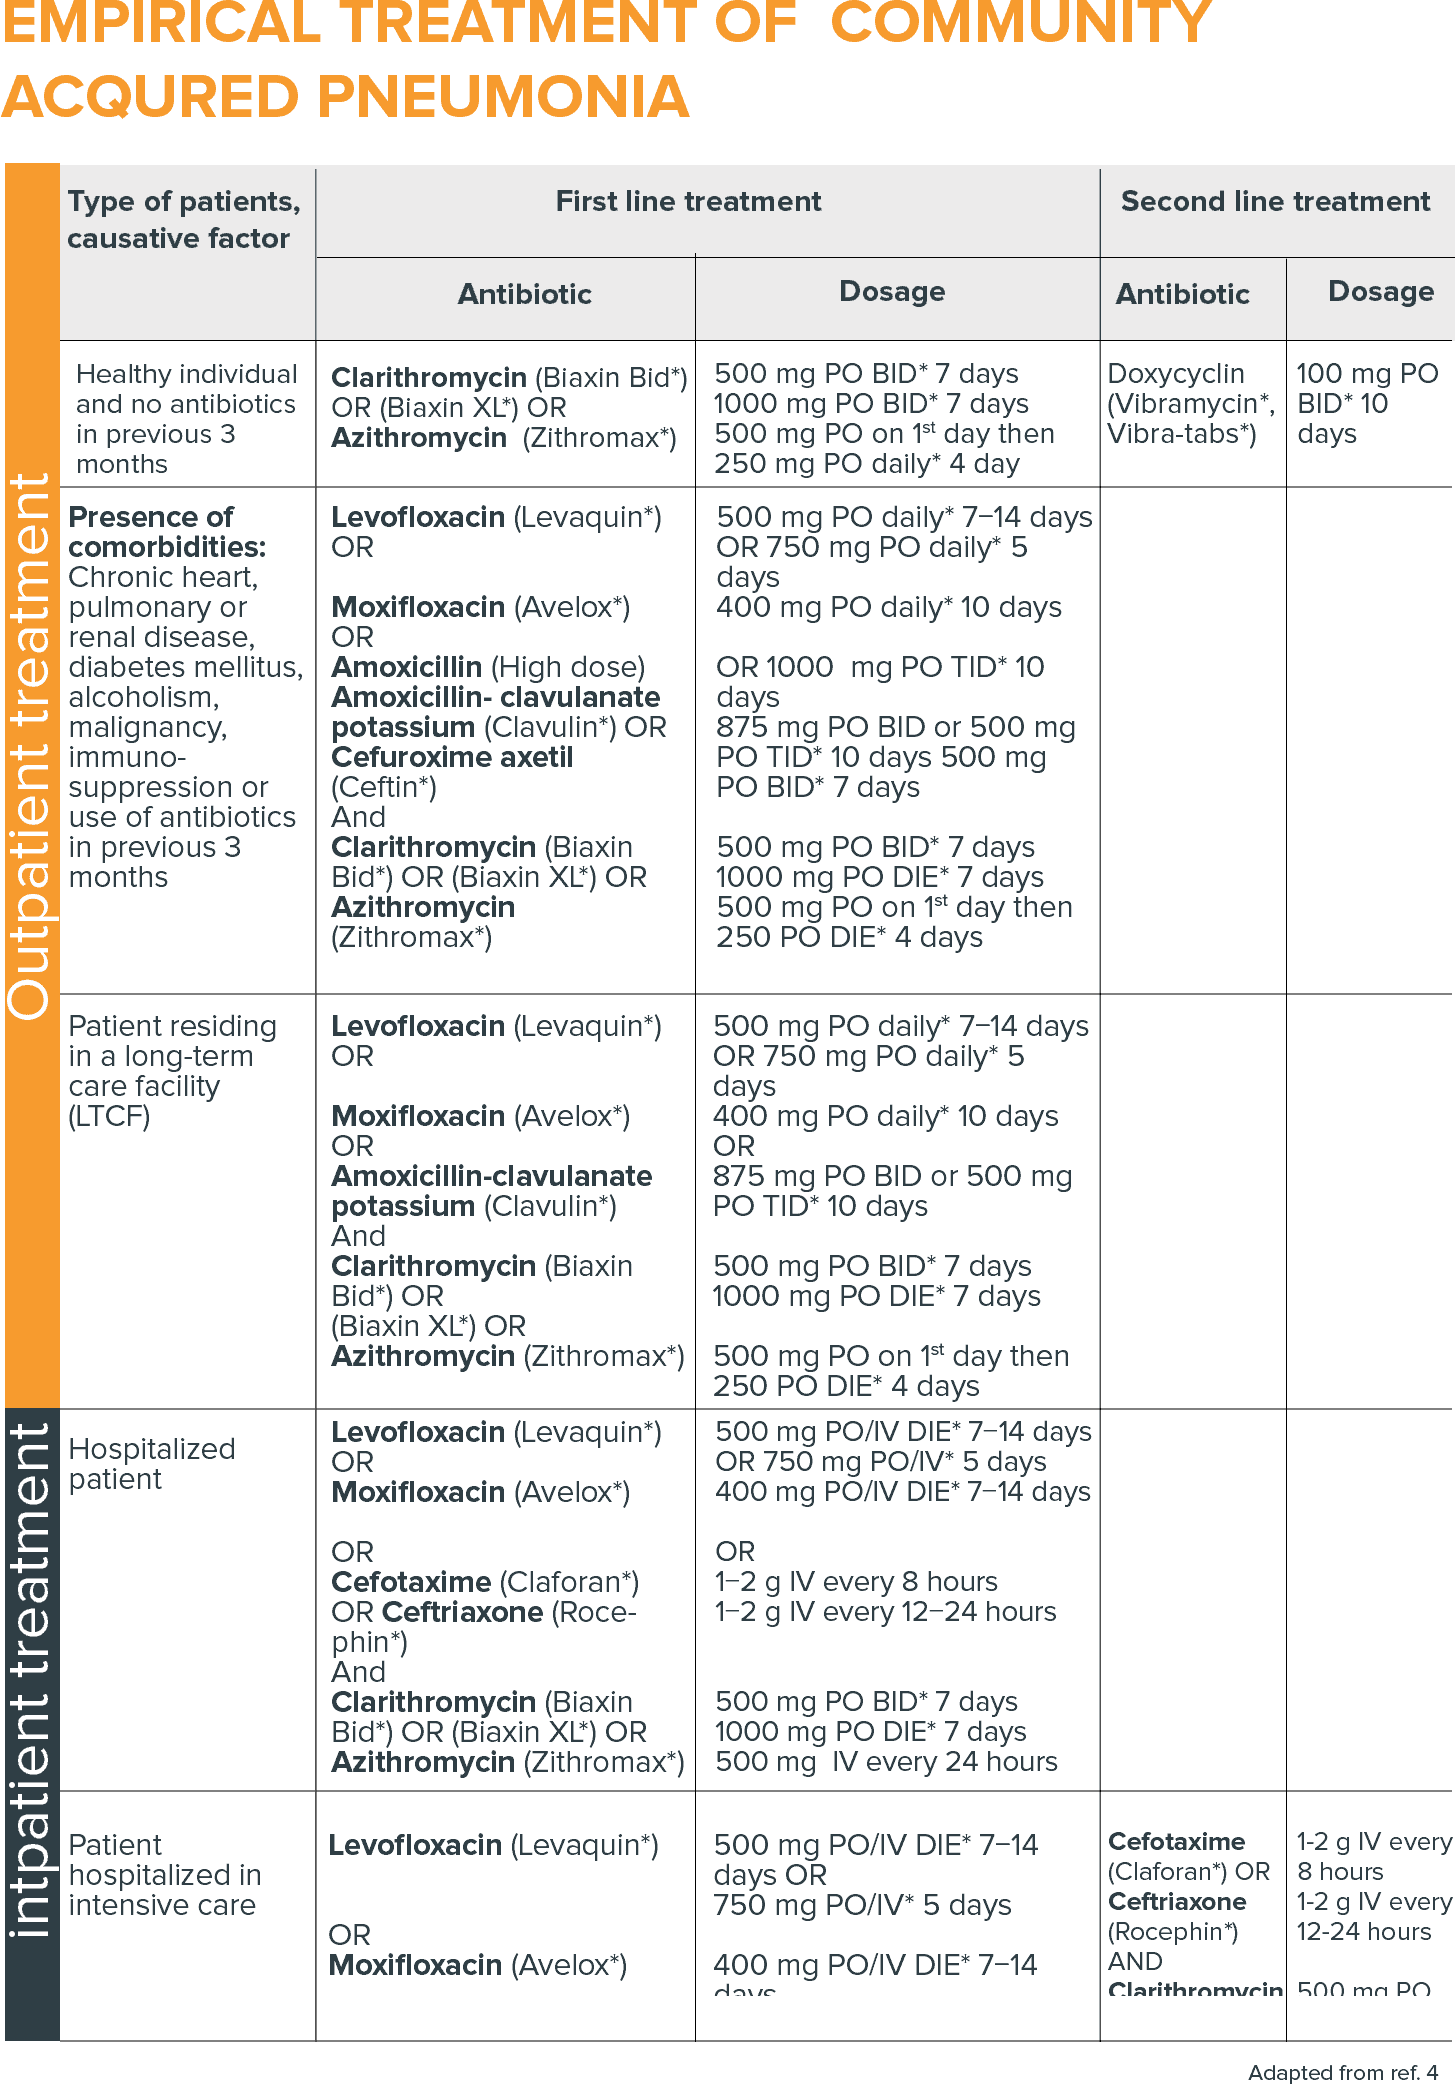 EMPIRICAL TREATMENT OF  COMMUNITY
ACQURED PNEUMONIA
Outpatient treatment
Type of patients,
causative factor
First line treatment
Second line treatment
Antibiotic
Dosage
Antibiotic
Dosage
Healthy individual
and no antibiotics
in previous 3
months
Clarithromycin (Biaxin Bid*)
OR (Biaxin XL*) OR
Azithromycin  (Zithromax*)
500 mg PO BID* 7 days
1000 mg PO BID* 7 days
500 mg PO on 1st day then
250 mg PO daily* 4 day
Doxycyclin
(Vibramycin*,
Vibra-tabs*)
100 mg PO
BID* 10
days
Presence of
comorbidities:
Chronic heart,
pulmonary or
renal disease,
diabetes mellitus,
alcoholism,
malignancy,
immuno-
suppression or
use of antibiotics
in previous 3
months
Levofloxacin (Levaquin*)
OR
Moxifloxacin (Avelox*)
OR
Amoxicillin (High dose)
Amoxicillin- clavulanate
potassium (Clavulin*) OR
Cefuroxime axetil
(Ceftin*)
And
Clarithromycin (Biaxin
Bid*) OR (Biaxin XL*) OR
Azithromycin
(Zithromax*)
500 mg PO daily* 7–14 days
OR 750 mg PO daily* 5
days
400 mg PO daily* 10 days
OR 1000  mg PO TID* 10
days
875 mg PO BID or 500 mg
PO TID* 10 days 500 mg
PO BID* 7 days
500 mg PO BID* 7 days
1000 mg PO DIE* 7 days
500 mg PO on 1st day then
250 PO DIE* 4 days
Patient residing
in a long-term
care facility
(LTCF)
Levofloxacin (Levaquin*)
OR
Moxifloxacin (Avelox*)
OR
Amoxicillin-clavulanate
potassium (Clavulin*)
And
Clarithromycin (Biaxin
Bid*) OR
(Biaxin XL*) OR
Azithromycin (Zithromax*)
500 mg PO daily* 7–14 days
OR 750 mg PO daily* 5
days
400 mg PO daily* 10 days
OR
875 mg PO BID or 500 mg
PO TID* 10 days
500 mg PO BID* 7 days
1000 mg PO DIE* 7 days
500 mg PO on 1st day then
250 PO DIE* 4 days
intpatient treatment
Hospitalized
patient
Levofloxacin (Levaquin*)
OR
Moxifloxacin (Avelox*)
OR
Cefotaxime (Claforan*)
OR Ceftriaxone (Roce-
phin*)
And
Clarithromycin (Biaxin
Bid*) OR (Biaxin XL*) OR
Azithromycin (Zithromax*)
500 mg PO/IV DIE* 7–14 days
OR 750 mg PO/IV* 5 days
400 mg PO/IV DIE* 7–14 days
OR
1–2 g IV every 8 hours
1–2 g IV every 12–24 hours
500 mg PO BID* 7 days
1000 mg PO DIE* 7 days
500 mg  IV every 24 hours
Patient
hospitalized in
intensive care
Levofloxacin (Levaquin*)
OR
Moxifloxacin (Avelox*)
500 mg PO/IV DIE* 7–14
days OR
750 mg PO/IV* 5 days
400 mg PO/IV DIE* 7–14
days
Cefotaxime
(Claforan*) OR
Ceftriaxone
(Rocephin*)
AND
Clarithromycin
1-2 g IV every
8 hours
1-2 g IV every
12-24 hours
500 mg PO
Adapted from ref. 4